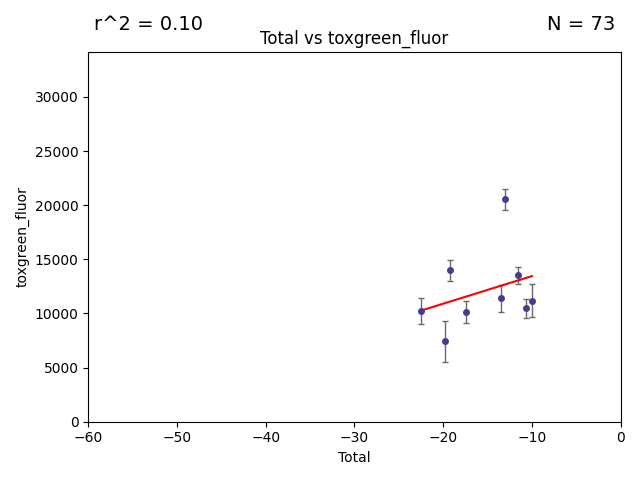 r^2 = 0.10
N = 73
Total vs toxgreen_fluor
30000
25000
20000
15000
10000
5000
0
toxgreen_fluor
−60
−50
−40
−30
−20
−10
0
Total